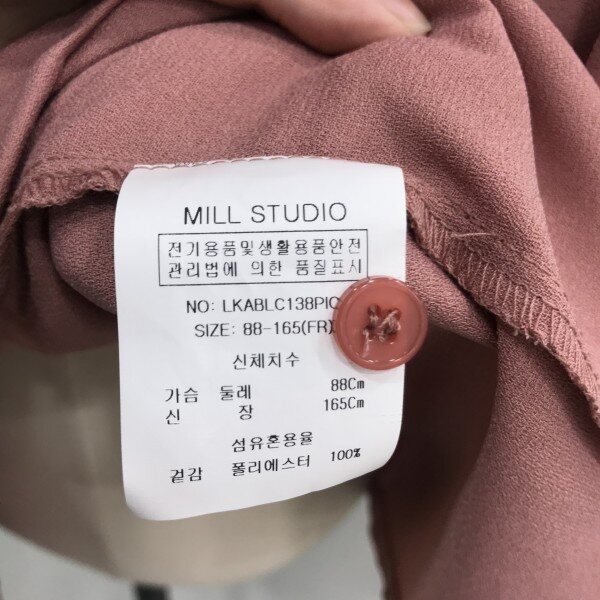 MILL STUDIO
전기용품및생활용품안전
관리법에 의한 품질표시
NO: LKABLC138PIC
SIZE: 88-165(FR)
신체치수
가슴 둘레 88Cm
신 장 165Cm
섬유혼용율
겉감 폴리에스터 100%